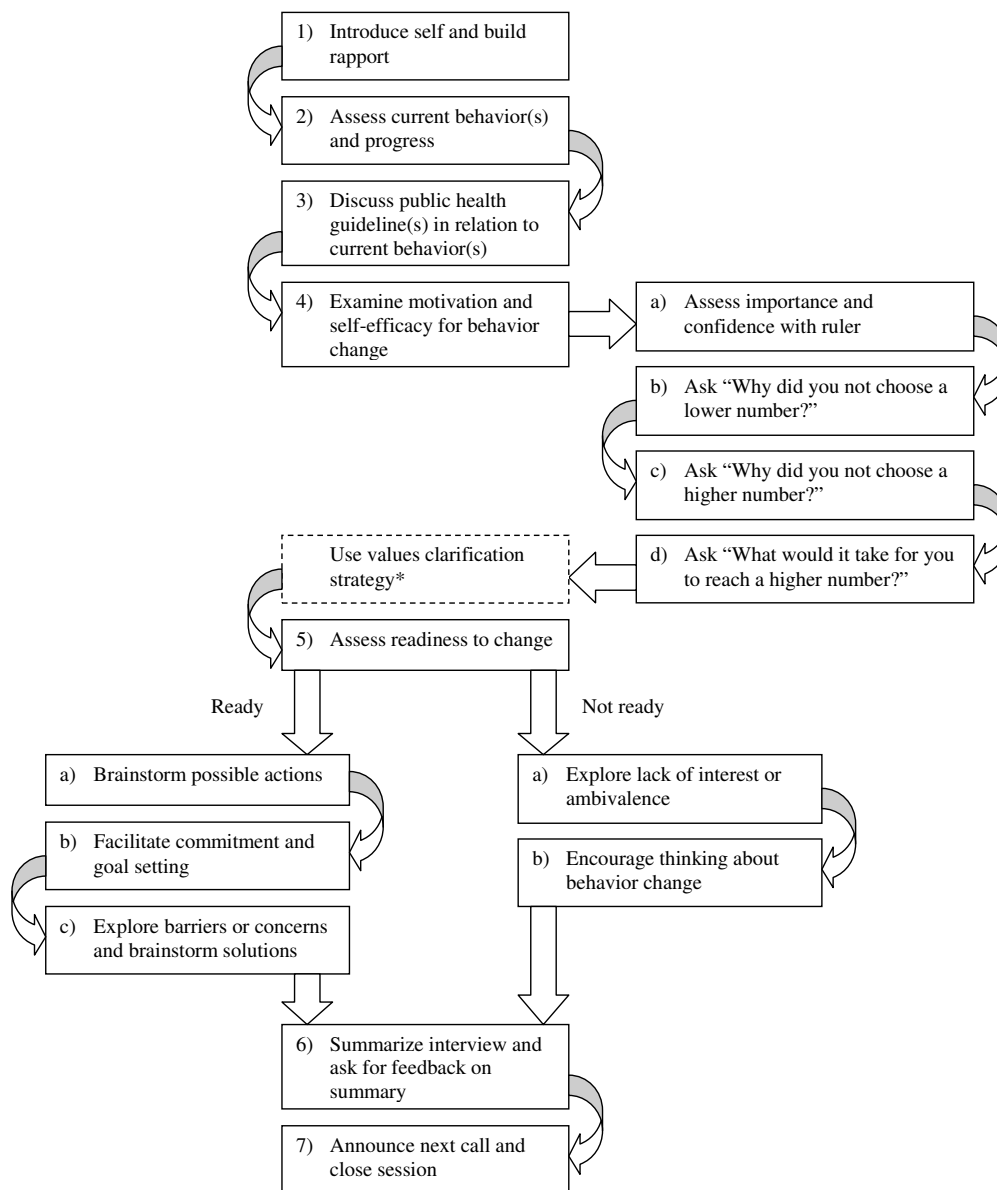 1) Introduce self and build
rapport
2) Assess current behavior(s)
and progress
3) Discuss public health
guideline(s) in relation to
current behavior(s)
4) Examine motivation and
self-efficacy for behavior
change
a) Assess importance and
confidence with ruler
b) Ask “Why did you not choose a
lower number?”
c) Ask “Why did you not choose a
higher number?”
d) Ask “What would it take for you
to reach a higher number?”
Use values clarification
strategy*
5) Assess readiness to change
Ready
a) Brainstorm possible actions
b) Facilitate commitment and
goal setting
c) Explore barriers or concerns
and brainstorm solutions
Not ready
a) Explore lack of interest or
ambivalence
b) Encourage thinking about
behavior change
6) Summarize interview and
ask for feedback on
summary
7) Announce next call and
close session